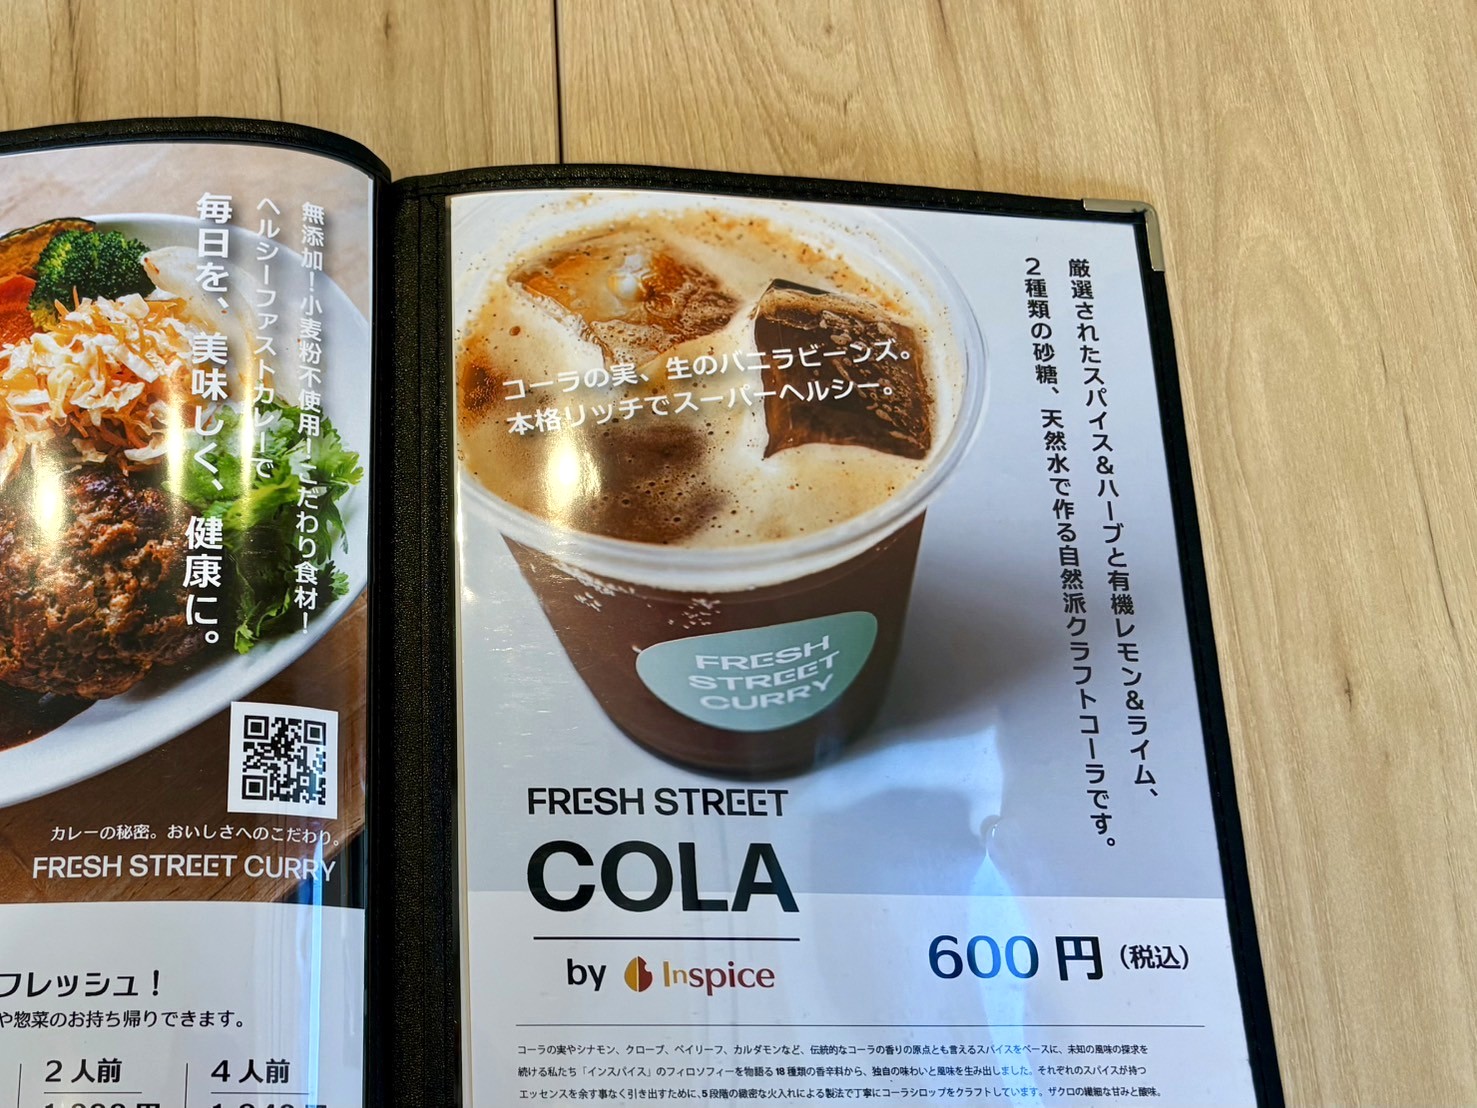 無添加！小麦粉不使用！こだわり食材！
ヘルシーファストカレーで
毎日を、美味しく、健康に。
カレーの秘密。おいしさへのこだわり。
FRESH STREET CURRY
フレッシュ！
や惣菜のお持ち帰りできます。
2人前
4人前
厳選されたスパイス&ハーブと有機レモン&ライム、
2種類の砂糖、天然水で作る自然派クラフトコーラです。
コーラの実、生のバニラビーンズ。
本格リッチでスーパーヘルシー。
FRESH
STREET
CURRY
FRESH STREET
COLA
by Inspice
600円（税込）
コーラの実やシナモン、クローブ、ベイリーフ、カルダモンなど、伝統的なコーラの香りの原点とも言えるスパイスをベースに、未知の風味の探求を
続ける私たち「インスパイス」のフィロソフィーを物語る18種類の香辛料から、独自の味わいと風味を生み出しました。それぞれのスパイスが持つ
エッセンスを余す事なく引き出すために、5段階の緻密な火入れによる製法で丁寧にコーラシロップをクラフトしています。ザクロの繊細な甘みと酸味。